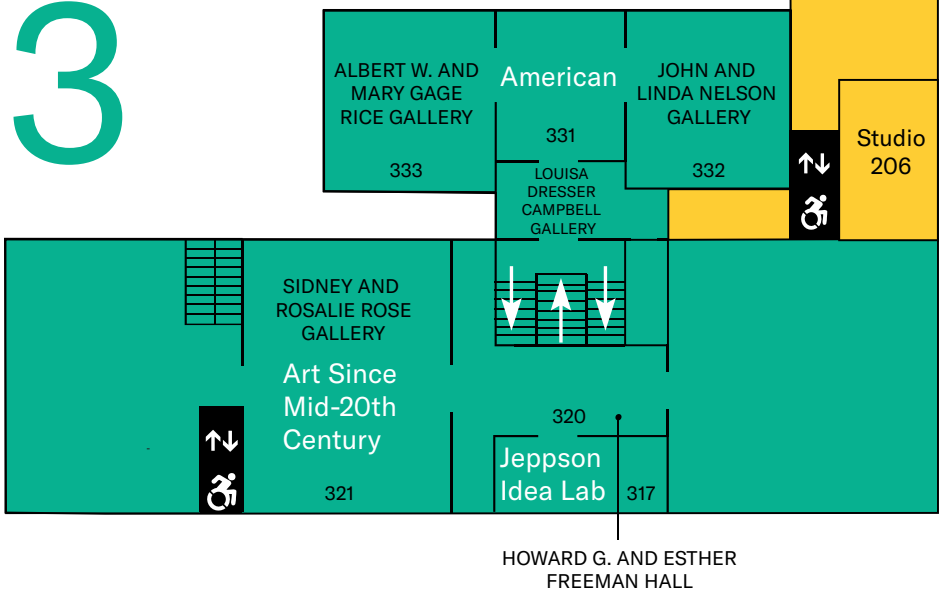 3
ALBERT W. AND
MARY GAGE
RICE GALLERY
333
American
331
JOHN AND
LINDA NELSON
GALLERY
332
Studio
206
LOUISA
DRESSER
CAMPBELL
GALLERY
SIDNEY AND
ROSALIE ROSE
GALLERY
Art Since
Mid-20th
Century
321
320
Jeppson
Idea Lab
317
HOWARD G. AND ESTHER
FREEMAN HALL